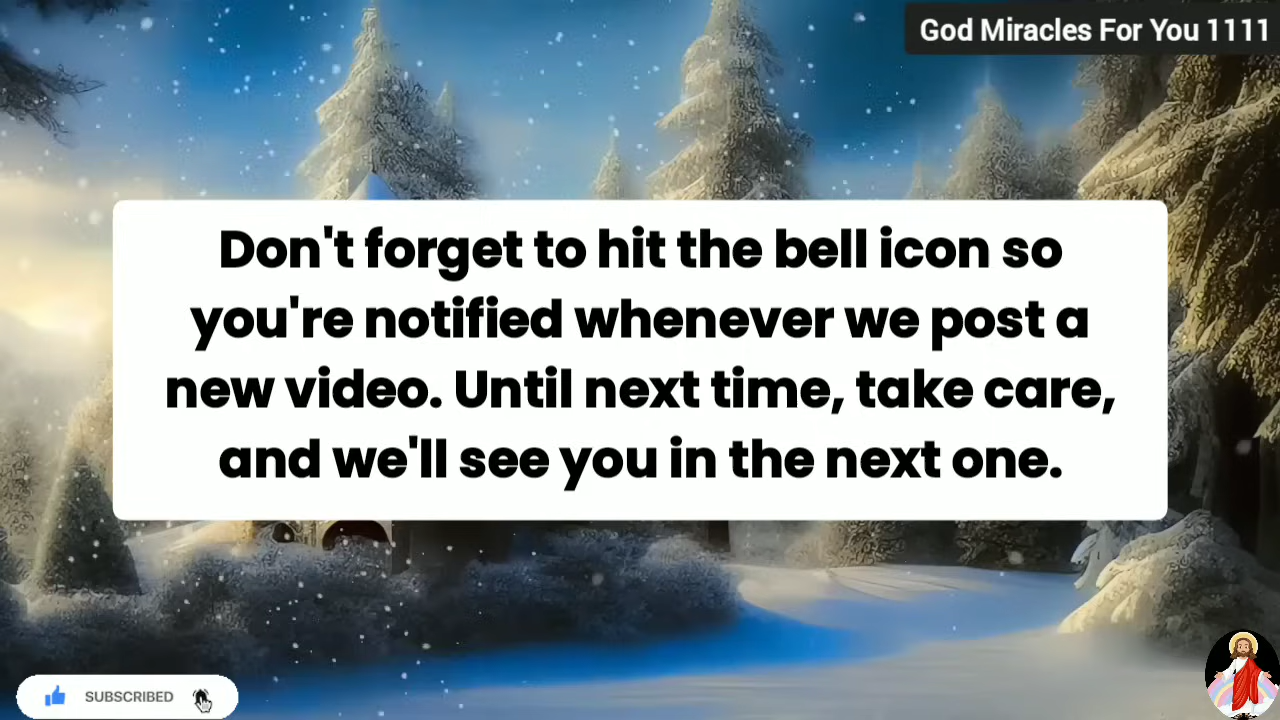 God Miracles For You 1111
Don't forget to hit the bell icon so
you're notified whenever we post a
new video. Until next time, take care,
and we'll see you in the next one.
SUBSCRIBED